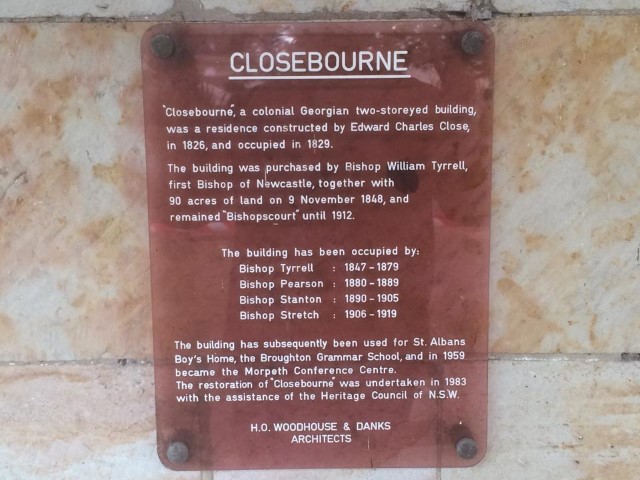 CLOSEBOURNE
"Closebourne", a colonial Georgian two-storeyed building,
was a residence constructed by Edward Charles Close,
in 1826, and occupied in 1829.
The building was purchased by Bishop William Tyrrell,
first Bishop of Newcastle, together with
90 acres of land on 9 November 1848, and
remained "Bishopscourt" until 1912.
The building has been occupied by:
Bishop Tyrrell : 1847 - 1879
Bishop Pearson : 1880 - 1889
Bishop Stanton : 1890 - 1905
Bishop Stretch : 1906 - 1919
The building has subsequently been used for St. Albans
Boy's Home, the Broughton Grammar School, and in 1959
became the Morpeth Conference Centre.
The restoration of "Closebourne" was undertaken in 1983
with the assistance of the Heritage Council of N.S.W.
H.O. WOODHOUSE & DANKS
ARCHITECTS